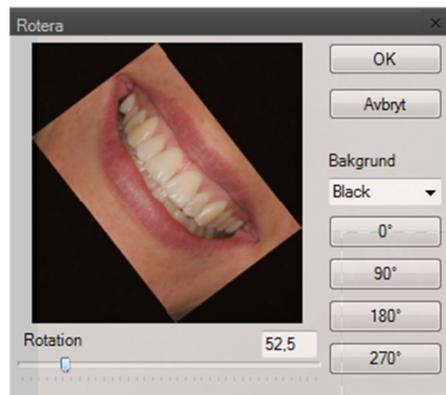 Rotera
OK
Avbryt
Bakgrund
Black
0°
90°
180°
270°
Rotation
52,5